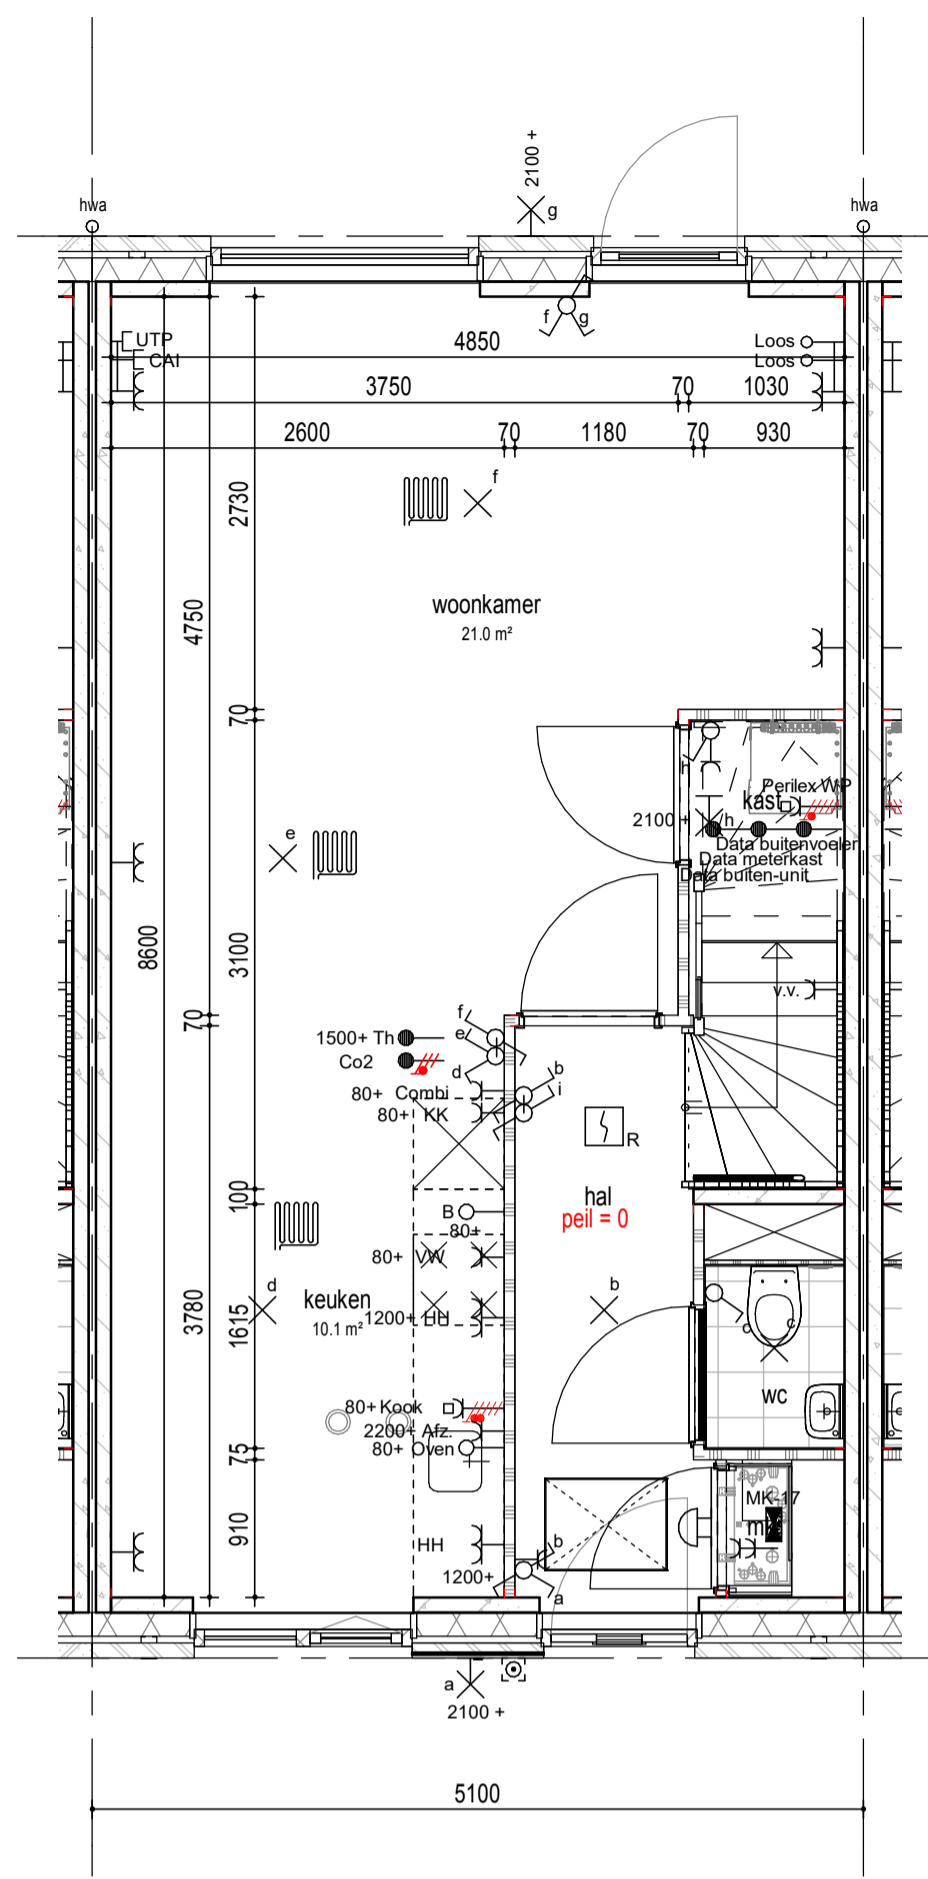 2100 +
g
hwa
hwa
f g
UTP
CAI
4850
Loos
Loos
3750 70 1030
2600 70 1180 70 930
f
2730
4750
woonkamer
21.0 m²
70
h
Perilex WP
kast
2100 + /h
Data buitenvoeler
Data meterkast
Data buiten-unit
e
8600
3100
v.v.
70
f
1500+ Th
e
Co2
d
b
80+ Combi
i
80+ KK
R
100
hal
peil = 0
B
80+
80+ VW
d
b
keuken
10.1 m²
1200+ HH
3780
1615
c
c
wc
80+ Kook
2200+ Afz.
80+ Oven
75
MK-17
mk
910
HH
b
1200+
a
a
2100 +
5100